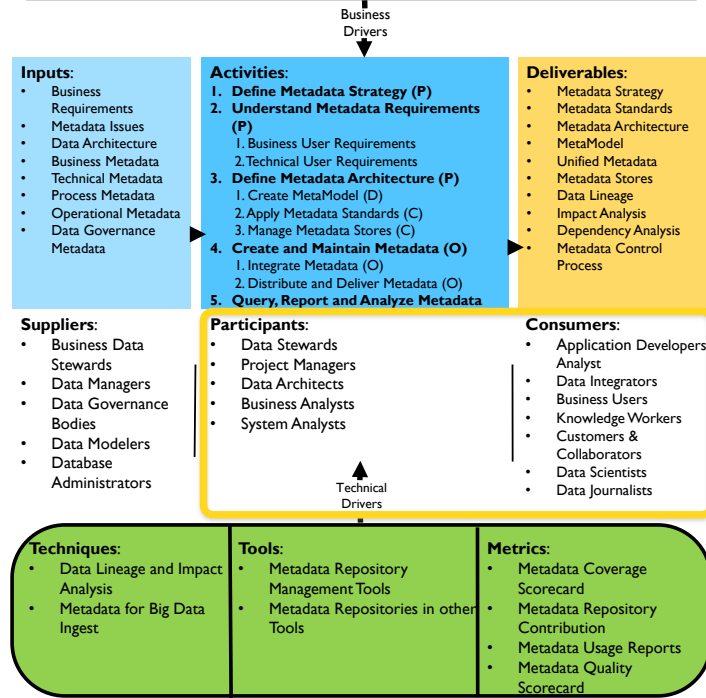 Business
Drivers
Inputs:
• Business
Requirements
• Metadata Issues
• Data Architecture
• Business Metadata
• Technical Metadata
• Process Metadata
• Operational Metadata
• Data Governance
Metadata
Activities:
1. Define Metadata Strategy (P)
2. Understand Metadata Requirements
(P)
1. Business User Requirements
2. Technical User Requirements
3. Define Metadata Architecture (P)
1. Create MetaModel (D)
2. Apply Metadata Standards (C)
3. Manage Metadata Stores (C)
4. Create and Maintain Metadata (O)
1. Integrate Metadata (O)
2. Distribute and Deliver Metadata (O)
5. Query, Report and Analyze Metadata
Deliverables:
• Metadata Strategy
• Metadata Standards
• Metadata Architecture
• MetaModel
• Unified Metadata
• Metadata Stores
• Data Lineage
• Impact Analysis
• Dependency Analysis
• Metadata Control
Process
Suppliers:
• Business Data
Stewards
• Data Managers
• Data Governance
Bodies
• Data Modelers
• Database
Administrators
Participants:
• Data Stewards
• Project Managers
• Data Architects
• Business Analysts
• System Analysts
Consumers:
• Application Developers
Analyst
• Data Integrators
• Business Users
• Knowledge Workers
• Customers &
Collaborators
• Data Scientists
• Data Journalists
Technical
Drivers
Techniques:
• Data Lineage and Impact
Analysis
• Metadata for Big Data
Ingest
Tools:
• Metadata Repository
Management Tools
• Metadata Repositories in other
Tools
Metrics:
• Metadata Coverage
Scorecard
• Metadata Repository
Contribution
• Metadata Usage Reports
• Metadata Quality
Scorecard